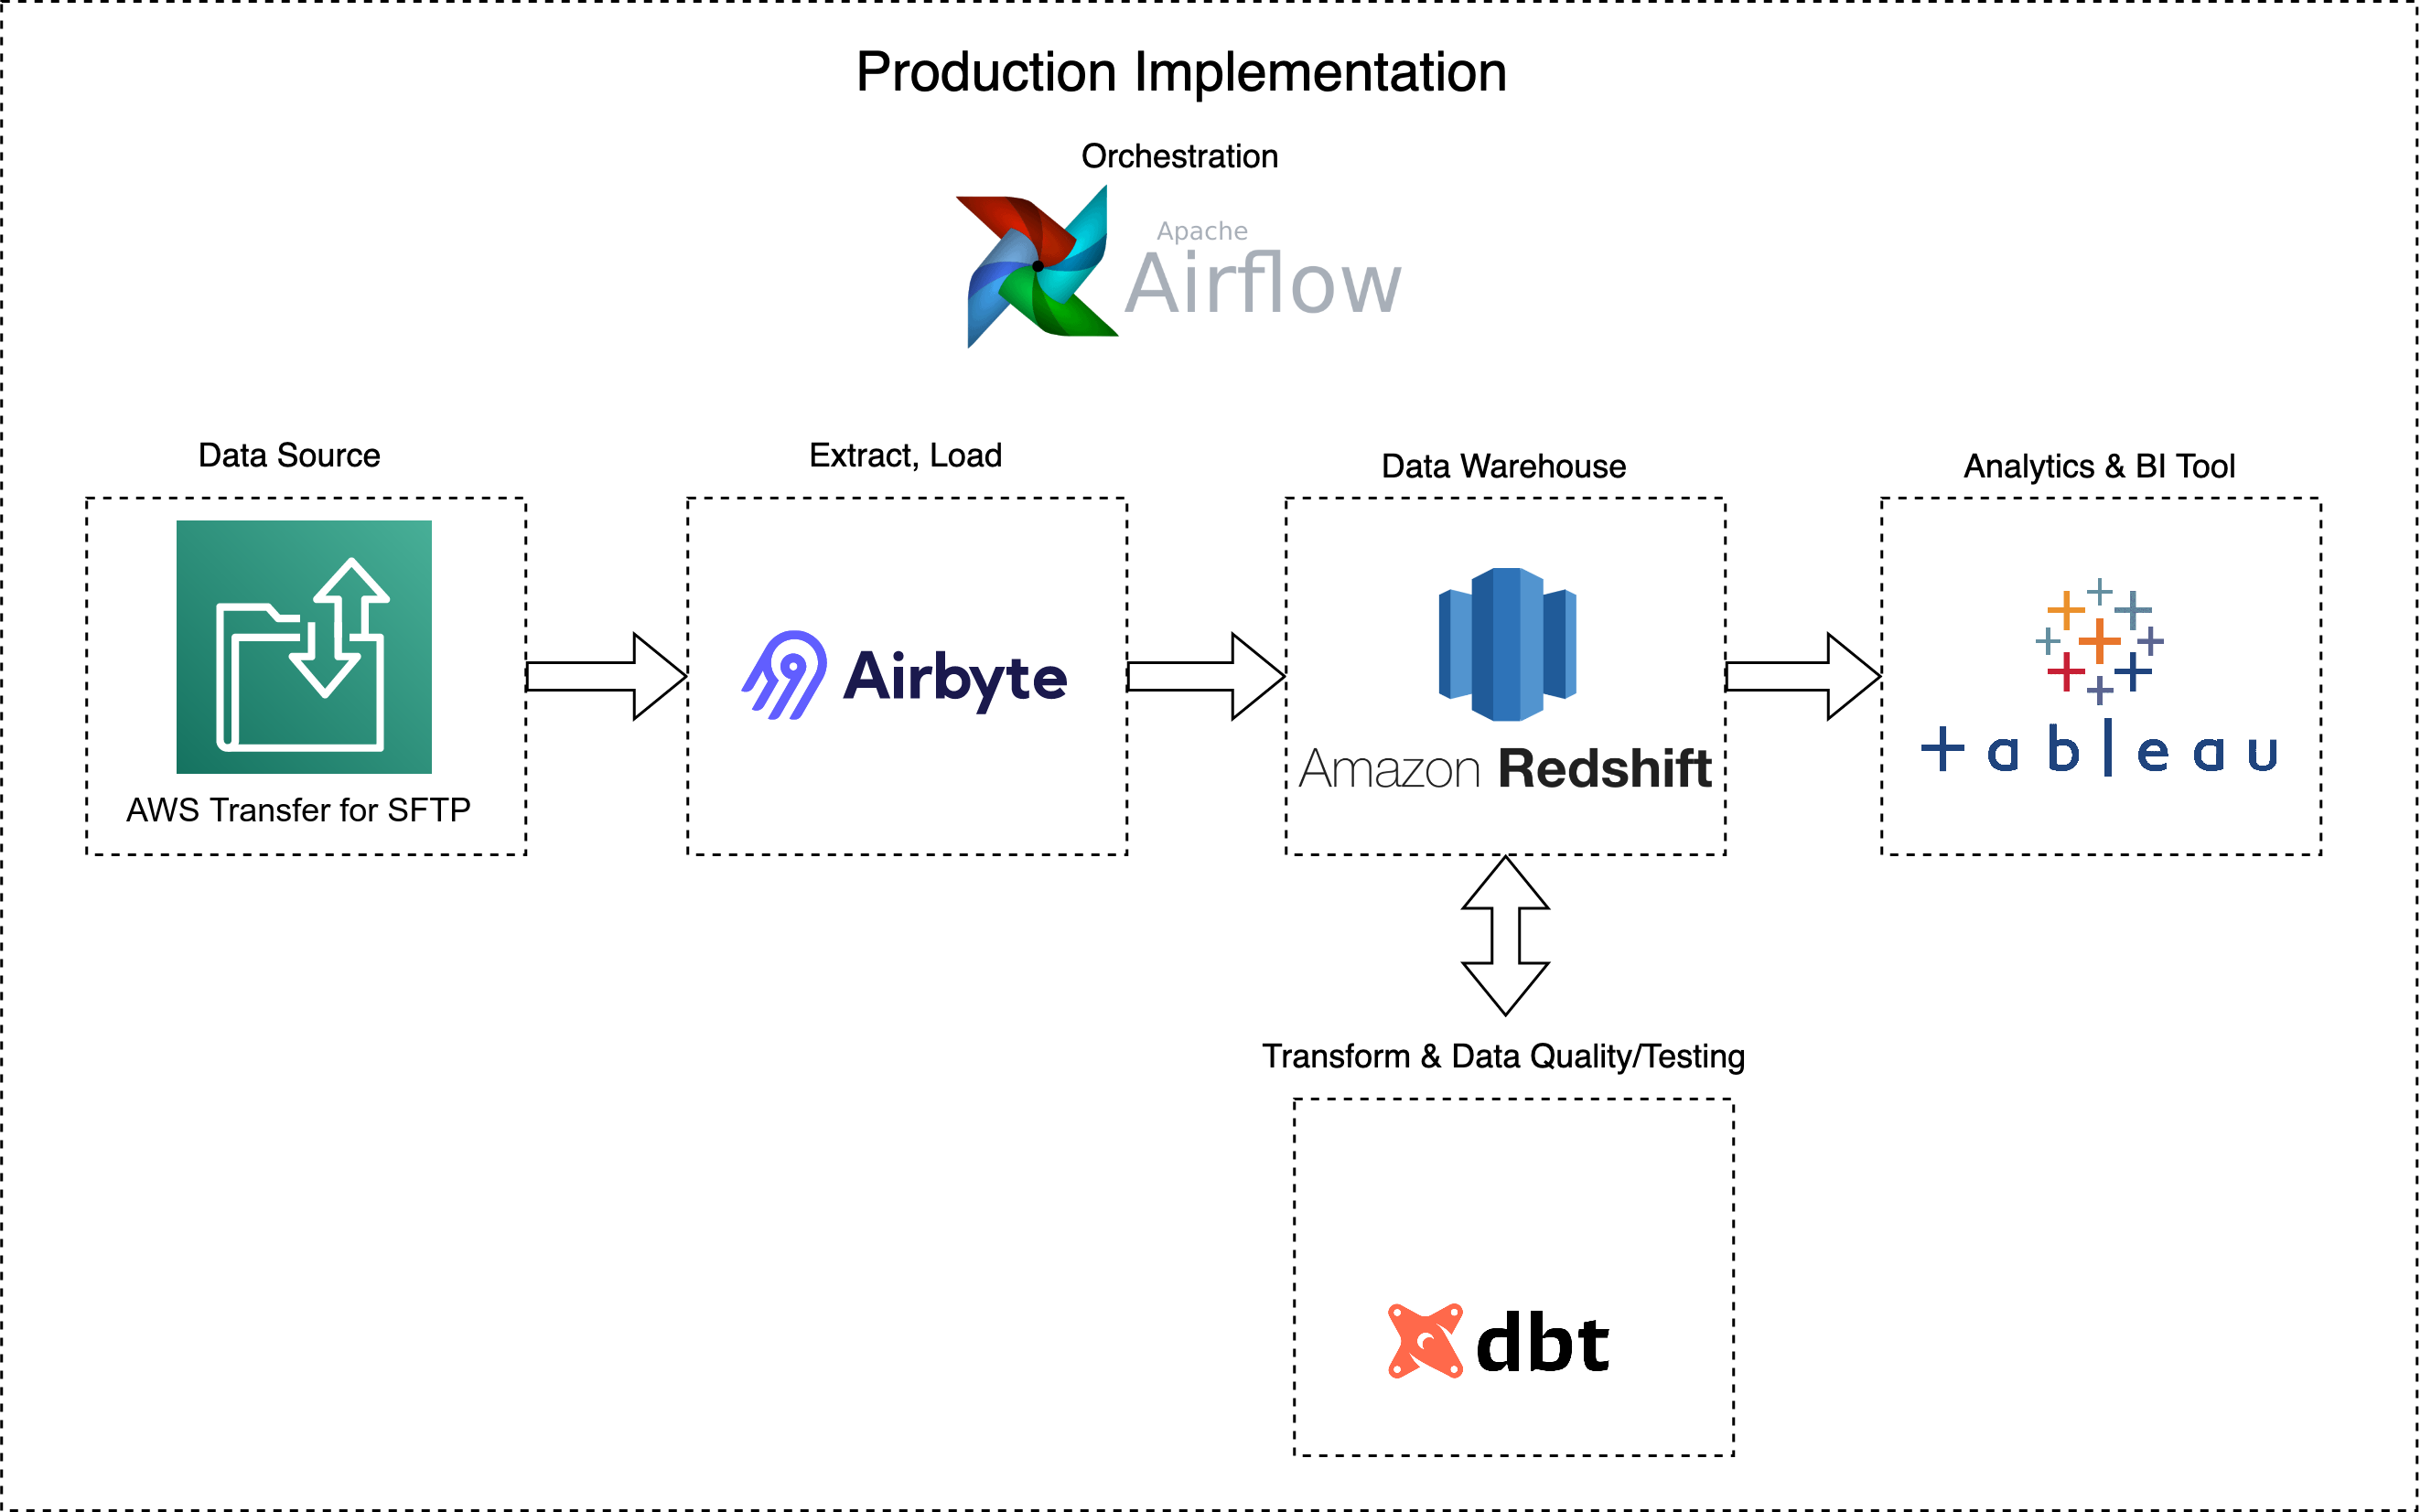 Production Implementation
Orchestration
Apache
Airflow
Data Source
Extract, Load
Data Warehouse
Analytics & BI Tool
Airbyte
Amazon Redshift
tableau
AWS Transfer for SFTP
Transform & Data Quality/Testing
dbt